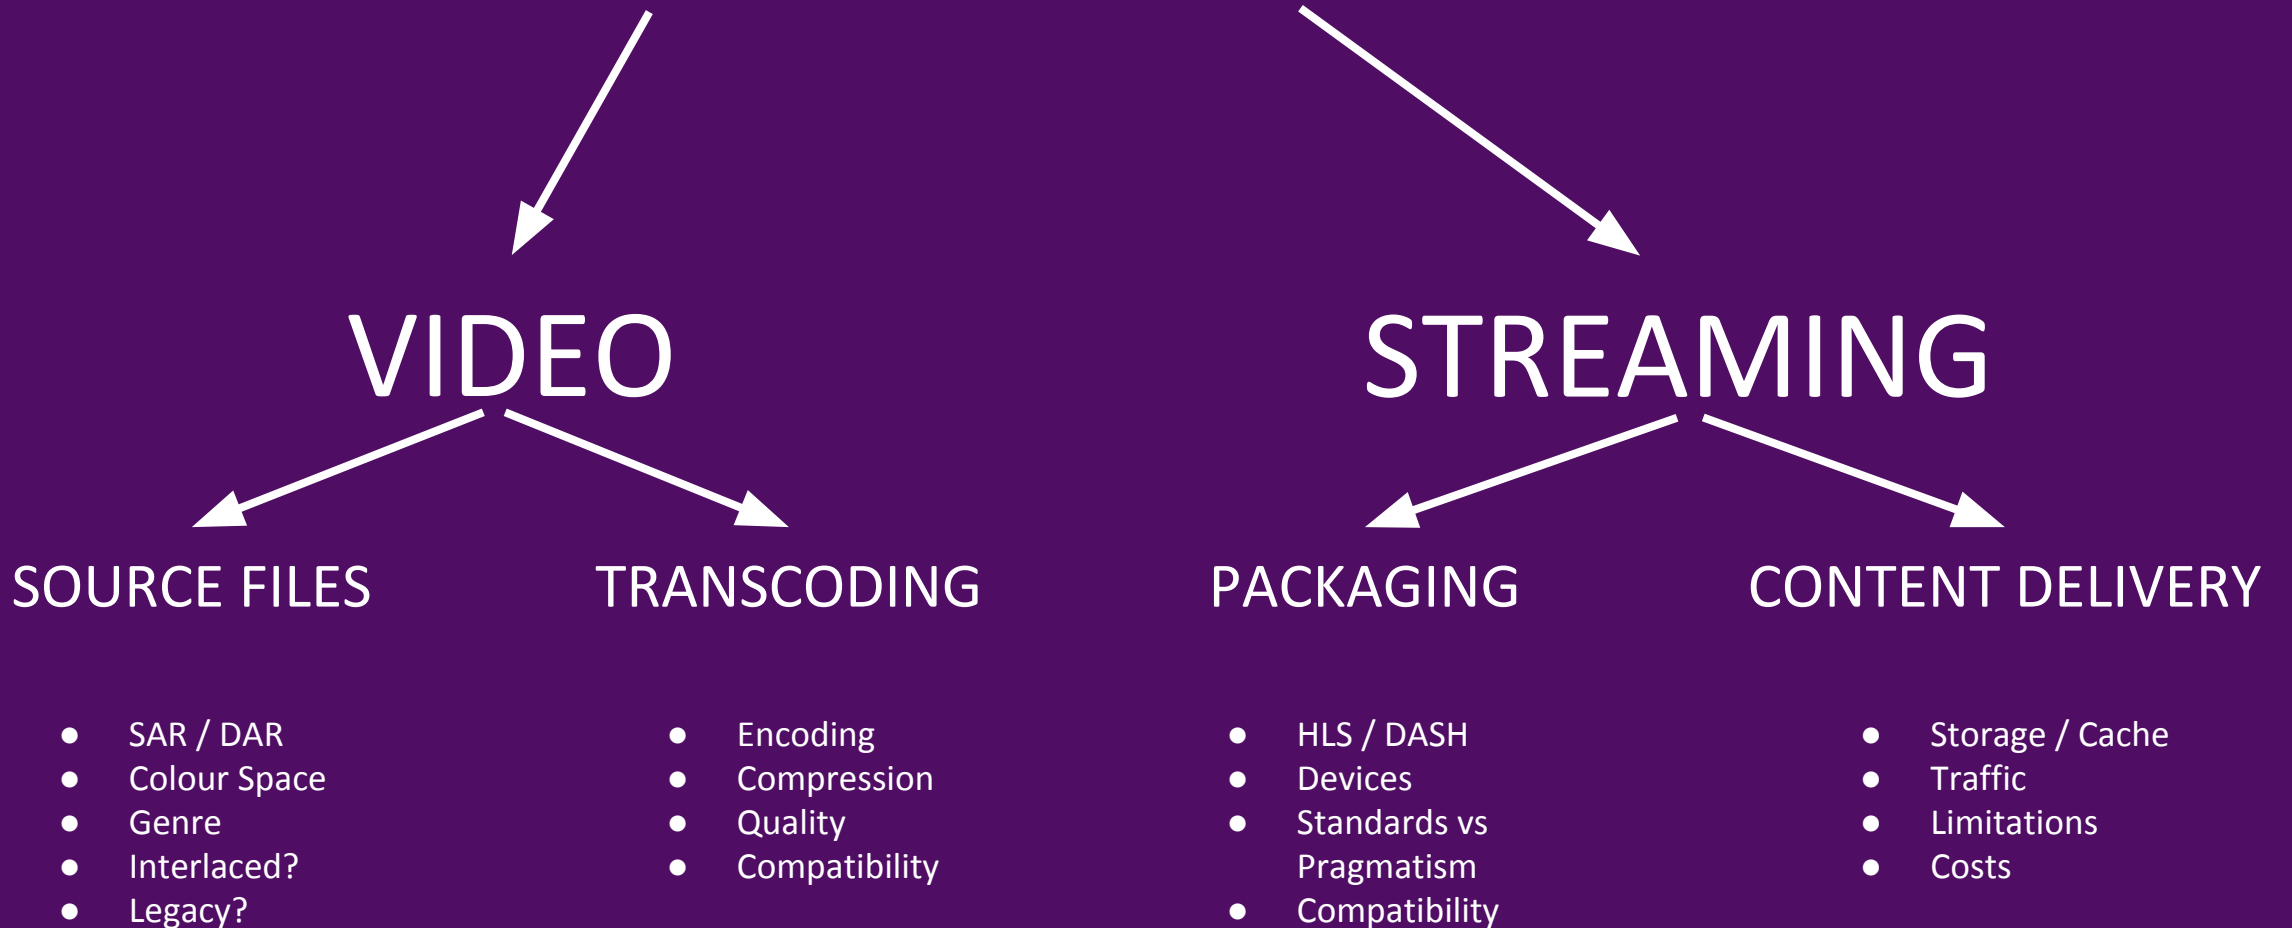 VIDEO
STREAMING
SOURCE FILES
TRANSCODING
PACKAGING
CONTENT DELIVERY
● SAR / DAR
● Colour Space
● Genre
● Interlaced?
● Legacy?
● Encoding
● Compression
● Quality
● Compatibility
● HLS / DASH
● Devices
● Standards vs
Pragmatism
● Compatibility
● Storage / Cache
● Traffic
● Limitations
● Costs